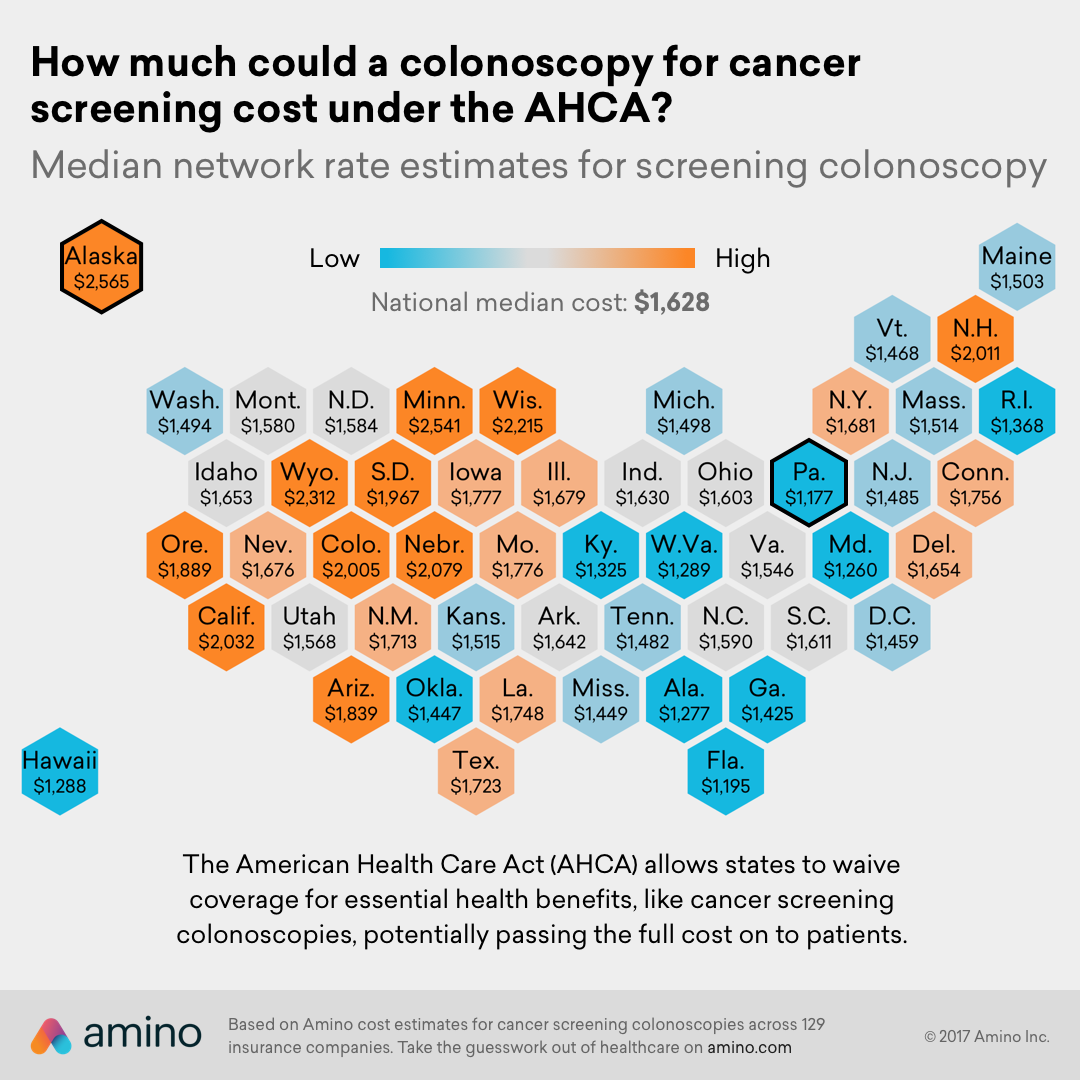 How much could a colonoscopy for cancer
screening cost under the AHCA?
Median network rate estimates for screening colonoscopy
Alaska
$2,565
Low
High
National median cost: $1,628
Maine
$1,503
Vt.
$1,468
N.H.
$2,011
Wash.
$1,494
Mont.
$1,580
N.D.
$1,584
Minn.
$2,541
Wis.
$2,215
Mich.
$1,498
N.Y.
$1,681
Mass.
$1,514
R.I.
$1,368
Idaho
$1,653
Wyo.
$2,312
S.D.
$1,967
Iowa
$1,777
Ill.
$1,679
Ind.
$1,630
Ohio
$1,603
Pa.
$1,177
N.J.
$1,485
Conn.
$1,756
Ore.
$1,889
Nev.
$1,676
Colo.
$2,005
Nebr.
$2,079
Mo.
$1,776
Ky.
$1,325
W.Va.
$1,289
Va.
$1,546
Md.
$1,260
Del.
$1,654
Calif.
$2,032
Utah
$1,568
N.M.
$1,713
Kans.
$1,515
Ark.
$1,642
Tenn.
$1,482
N.C.
$1,590
S.C.
$1,611
D.C.
$1,459
Ariz.
$1,839
Okla.
$1,447
La.
$1,748
Miss.
$1,449
Ala.
$1,277
Ga.
$1,425
Hawaii
$1,288
Tex.
$1,723
Fla.
$1,195
The American Health Care Act (AHCA) allows states to waive
coverage for essential health benefits, like cancer screening
colonoscopies, potentially passing the full cost on to patients.
amino
Based on Amino cost estimates for cancer screening colonoscopies across 129
insurance companies. Take the guesswork out of healthcare on amino.com
© 2017 Amino Inc.